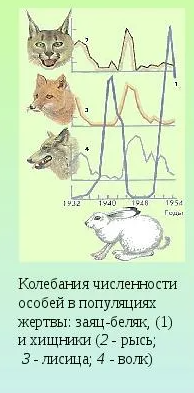 2
3
4
1
1932 1940 1948 1954
Годы
Колебания численности
особей в популяциях
жертвы: заяц-беляк, (1)
и хищники (2 - рысь;
3 - лисица; 4 - волк)